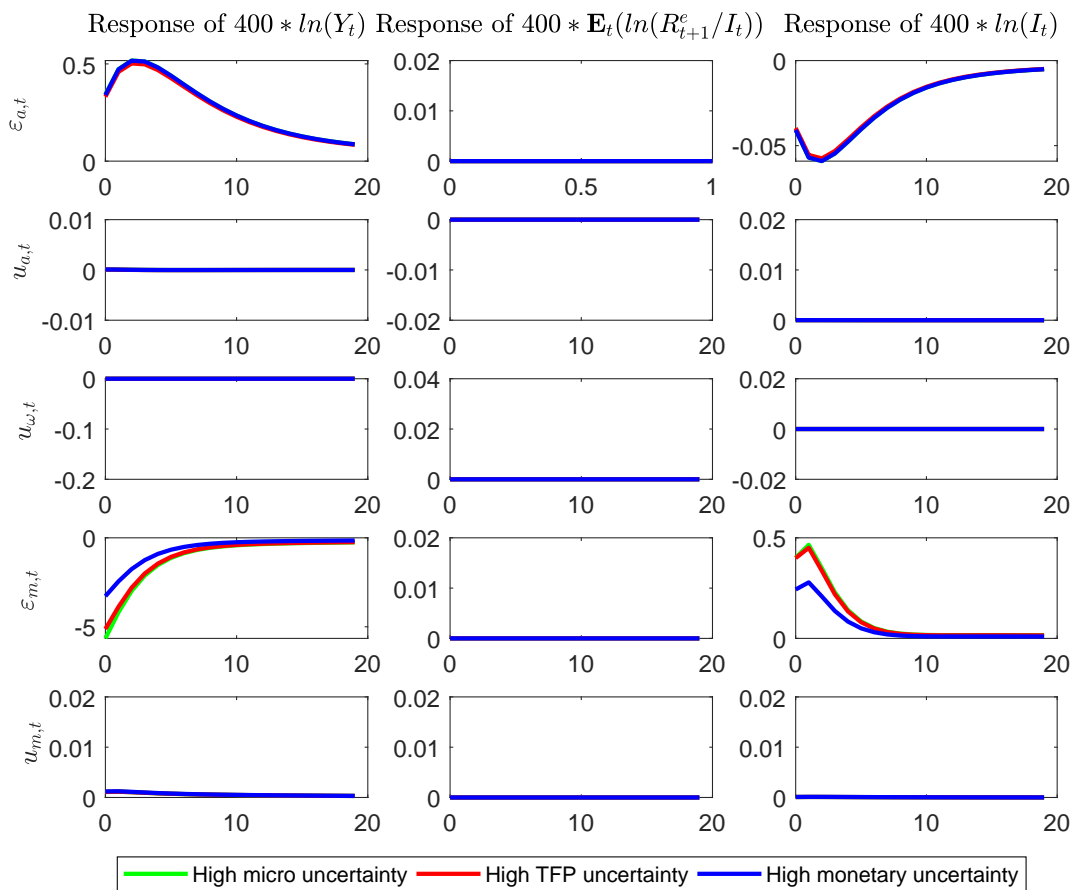 Response of 400 ∗ ln(Y_t) Response of 400 ∗ E_t(ln(R^e_{t+1}/I_t)) Response of 400 ∗ ln(I_t)
ε_{a,t}
0.5
0
0 10 20
0.02
0.01
0
0 0.5 1
0
-0.05
0 10 20
u_{a,t}
0.01
0
-0.01
0 10 20
0
-0.01
-0.02
0 10 20
0.02
0.01
0
0 10 20
u_{ω,t}
0
-0.1
-0.2
0 10 20
0.04
0.02
0
0 10 20
0.02
0
-0.02
0 10 20
ε_{m,t}
0
-5
0 10 20
0.02
0.01
0
0 10 20
0.5
0
0 10 20
u_{m,t}
0.02
0.01
0
0 10 20
0.02
0.01
0
0 10 20
0.02
0.01
0
0 10 20
High micro uncertainty High TFP uncertainty High monetary uncertainty